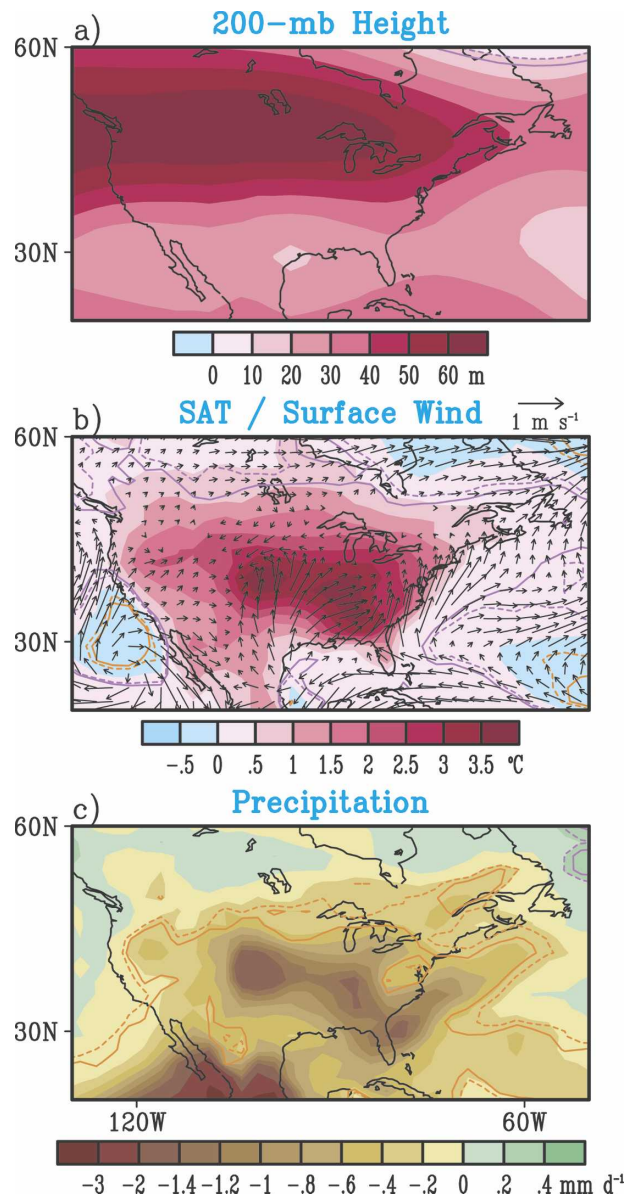 a) 200-mb Height
60N
30N
0 10 20 30 40 50 60 m
b) SAT / Surface Wind
1 m s⁻¹
60N
30N
-.5 0 .5 1 1.5 2 2.5 3 3.5 °C
c) Precipitation
60N
30N
120W 60W
-3 -2 -1.4 -1.2 -1 -.8 -.6 -.4 -.2 0 .2 .4 mm d⁻¹